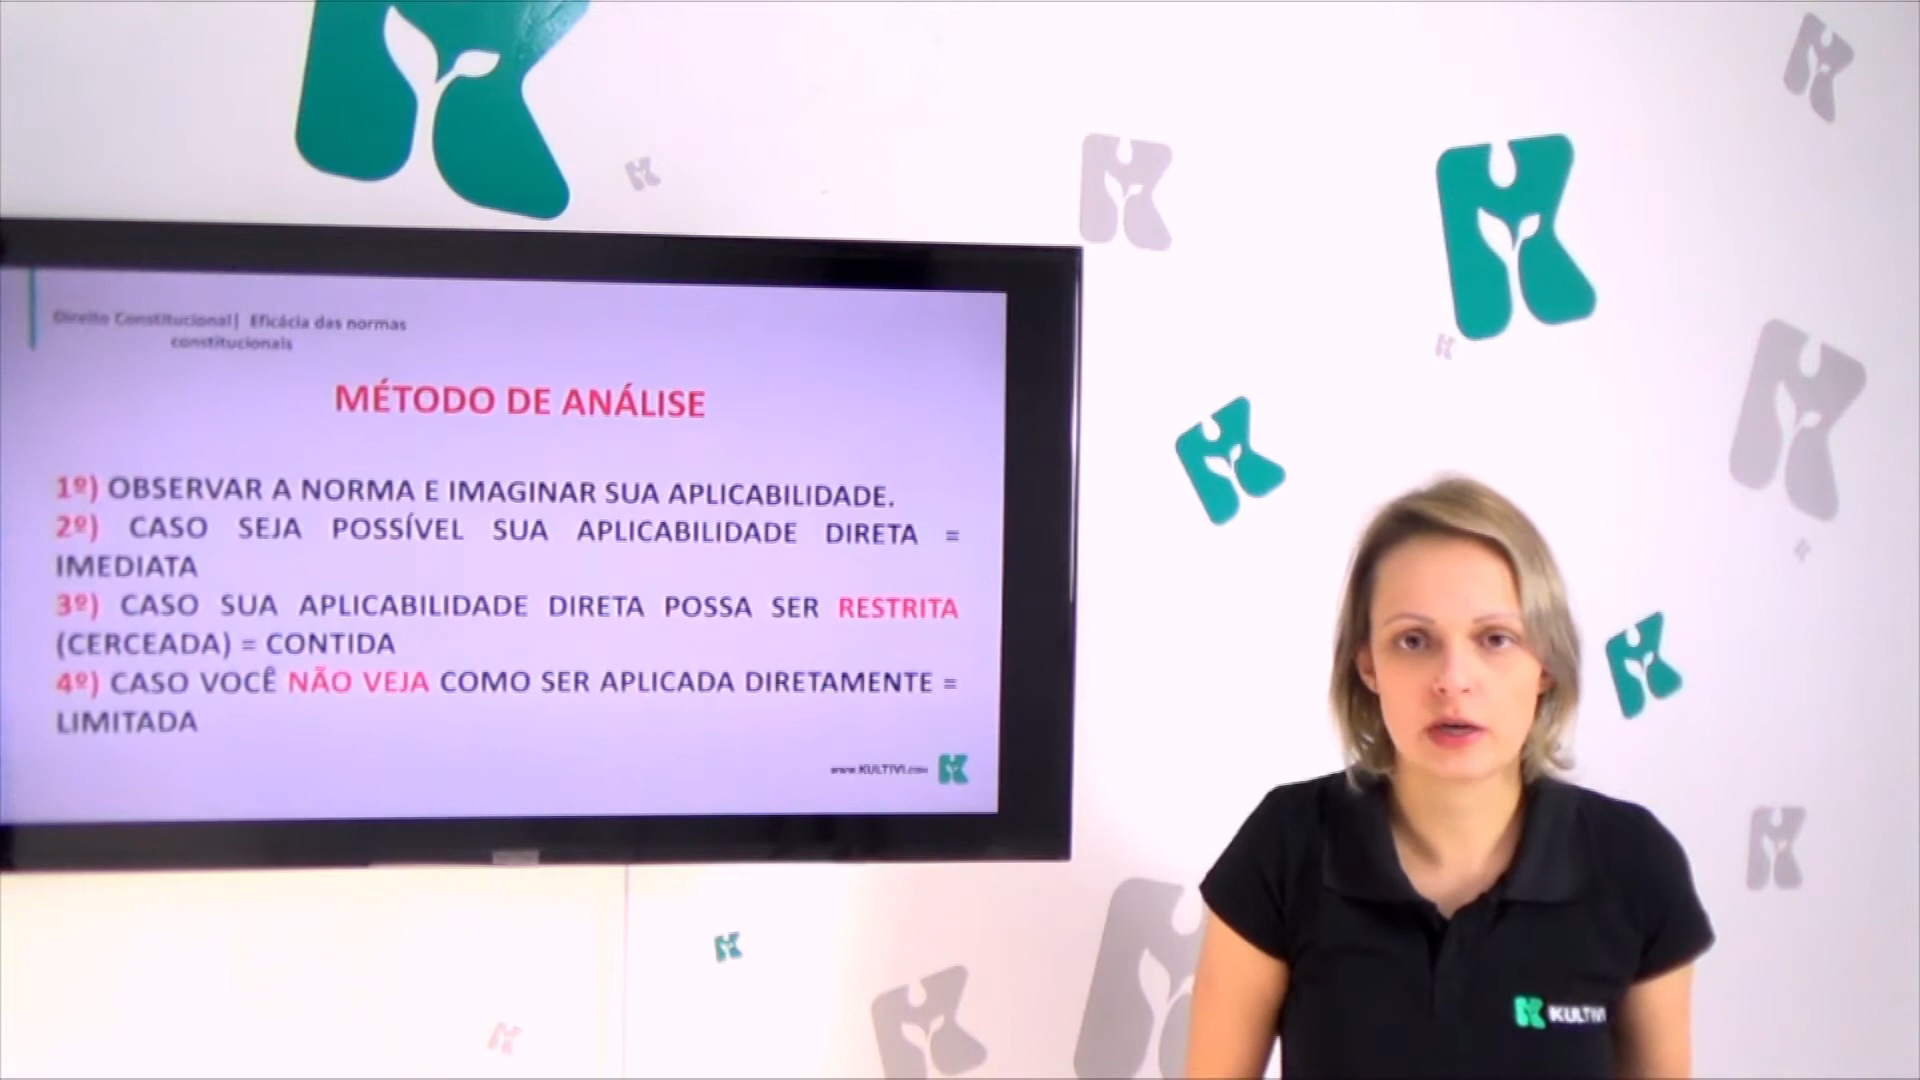 Direito Constitucional| Eficácia das normas
constitucionais
MÉTODO DE ANÁLISE
1º) OBSERVAR A NORMA E IMAGINAR SUA APLICABILIDADE.
2º) CASO SEJA POSSÍVEL SUA APLICABILIDADE DIRETA =
IMEDIATA
3º) CASO SUA APLICABILIDADE DIRETA POSSA SER RESTRITA
(CERCEADA) = CONTIDA
4º) CASO VOCÊ NÃO VEJA COMO SER APLICADA DIRETAMENTE =
LIMITADA
www.KULTIVI.com
KULTIVI